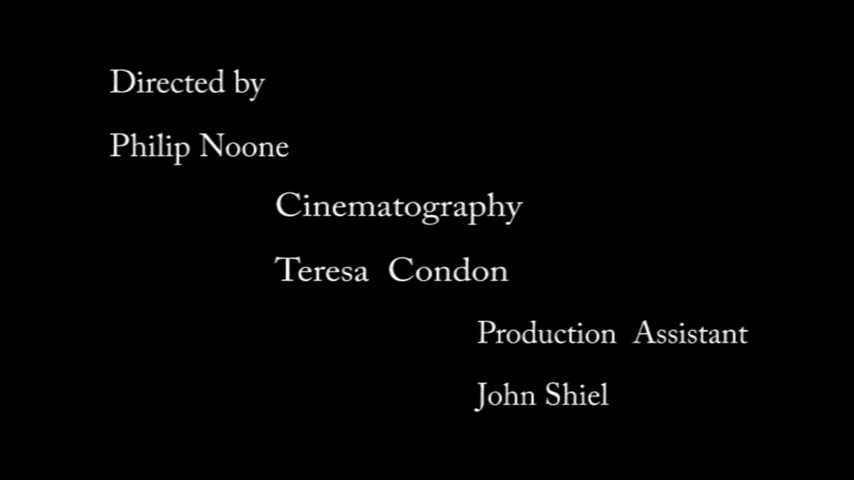 Directed by
Philip Noone
Cinematography
Teresa Condon
Production Assistant
John Shiel